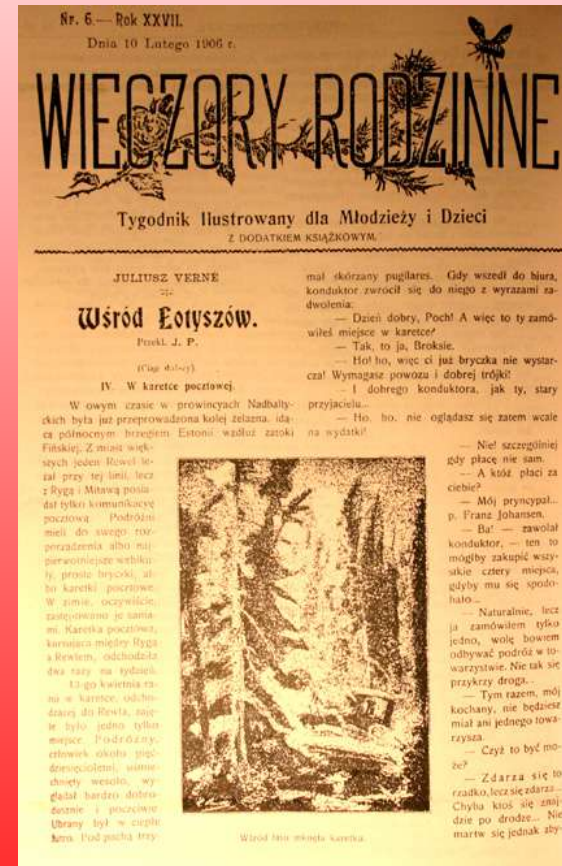 Nr. 6.— Rok XXVII.
Dnia 10 Lutego 1906 r.
WIECZORY RODZINNE
Tygodnik Ilustrowany dla Młodzieży i Dzieci
Z DODATKIEM KSIĄŻKOWYM.
JULIUSZ VERNE
Wśród Łotyszów.
Przekł. J. P.
(Ciąg dalszy).
IV. W karetce pocztowej.
W owym czasie w prowincyach Nadbałty-
ckich była już przeprowadzona kolej żelazna, idą-
ca północnym brzegiem Estonii wzdłuż zatoki
Fińskiej. Z miast więk-
szych jeden Rewel le-
żał przy tej linii, lecz
z Rygą i Mitawą posia-
dał tylko komunikacyę
pocztową. Podróżni
mieli do swego roz-
porządzenia albo naj-
pierwotniejsze wehiku-
ły, proste bryczki, al-
bo karetki pocztowe.
W zimie, oczywiście,
zastępowano je sania-
mi. Karetka pocztowa,
kursująca między Rygą
a Rewlem, odchodziła
dwa razy na tydzień.
13-go kwietnia ra-
no w karetce, odcho-
dzącej do Rewla, zaję-
te było jedno tylko
miejsce. Podróżny,
człowiek około pięć-
dziesięcioletni, uśmie-
chnięty wesoło, wy-
glądał bardzo dobro-
dusznie i poczciwie.
Ubrany był w ciepłe
futro. Pod pachą trzy-
mał skórzany pugilares. Gdy wszedł do biura,
konduktor zwrócił się do niego z wyrazami za-
dwolenia:
— Dzień dobry, Poch! A więc to ty zamó-
wiłeś miejsce w karetce?
— Tak, to ja, Broksie.
— Ho! ho, więc ci już bryczka nie wystar-
cza! Wymagasz powozu i dobrej trójki!
— I dobrego konduktora, jak ty, stary
przyjacielu...
— Ho, ho, nie oglądasz się zatem wcale
na wydatki!
— Nie! szczególniej
gdy płacę nie sam.
— A któż płaci za
ciebie?
— Mój pryncypał...
p. Franz Johansen.
— Ba! — zawołał
konduktor, — ten to
mógłby zakupić wszy-
stkie cztery miejsca,
gdyby mu się spodo-
bało...
— Naturalnie, lecz
ja zamówiłem tylko
jedno, wolę bowiem
odbywać podróż w to-
warzystwie. Nie tak się
przykrzy droga...
— Tym razem, mój
kochany, nie będziesz
miał ani jednego towa-
rzysza.
— Czyż to być mo-
że?
— Zdarza się to
rzadko, lecz się zdarza...
Chyba ktoś się znaj-
dzie po drodze... Nie
martw się jednak zby-
Wśród lasu mknęła karetka.